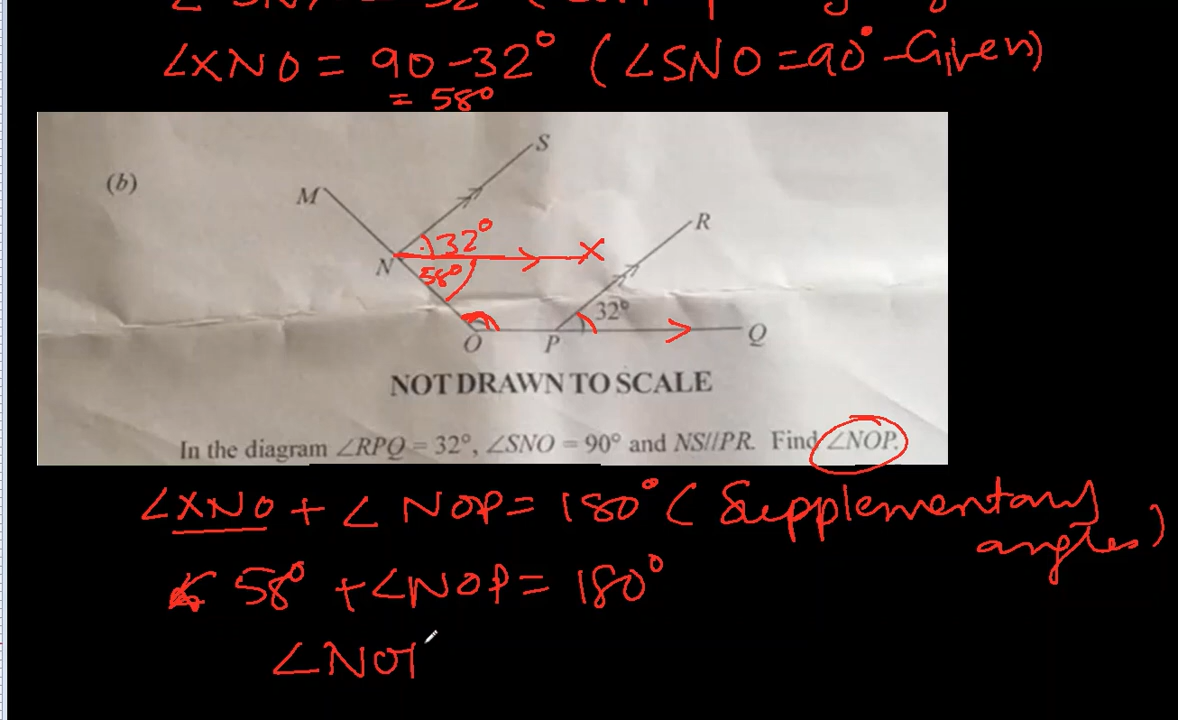 ∠XNO = 90-32° (∠SNO = 90° - Given)
= 58°
(b)
S
M
R
32°
X
N
58°
32°
O
P
Q
NOT DRAWN TO SCALE
In the diagram ∠RPQ = 32°, ∠SNO = 90° and NS//PR. Find ∠NOP.
∠XNO + ∠NOP = 180° (Supplementary
angles)
58° + ∠NOP = 180°
∠NOP